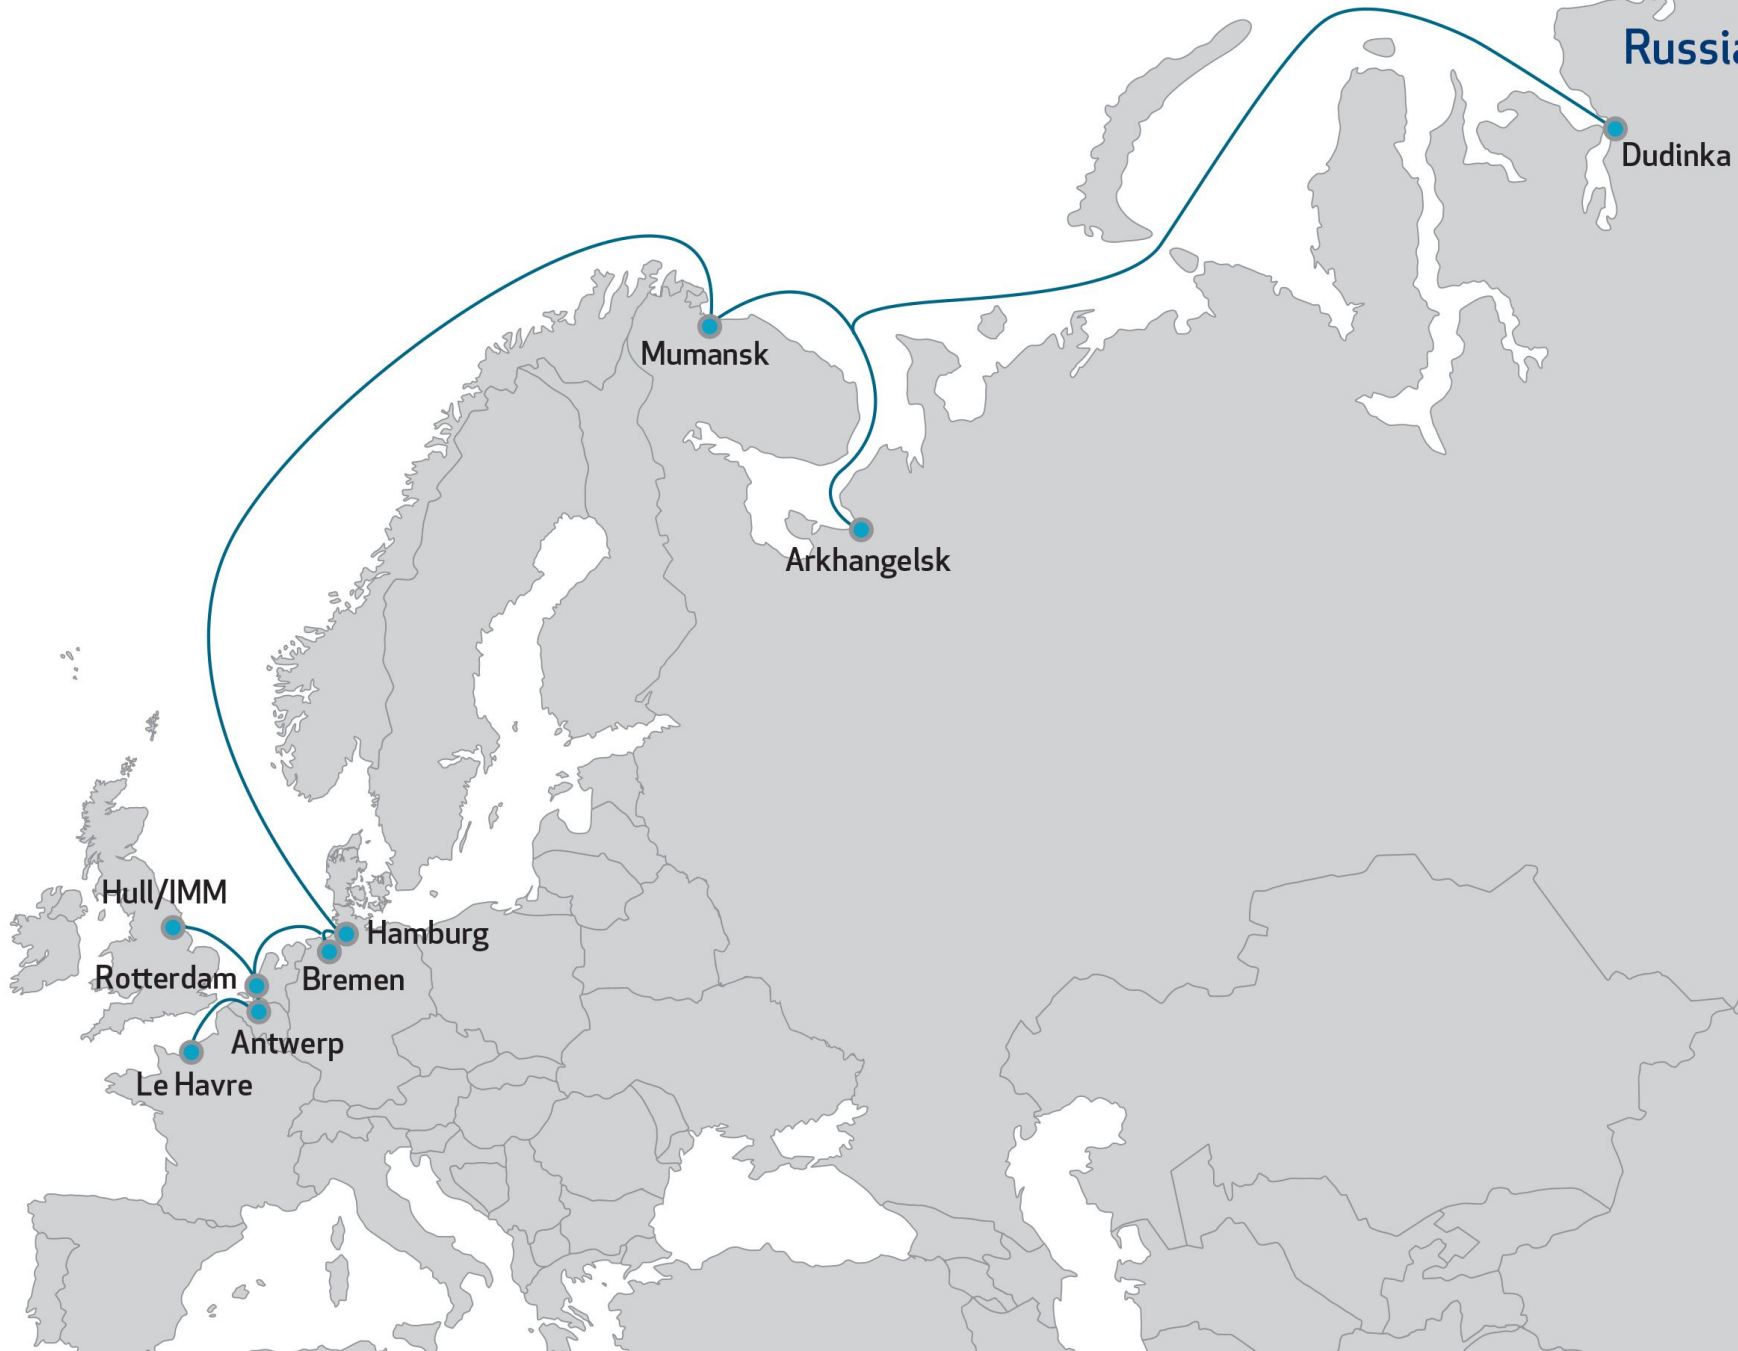 Russia
Dudinka
Mumansk
Arkhangelsk
Hull/IMM
Hamburg
Rotterdam
Bremen
Antwerp
Le Havre